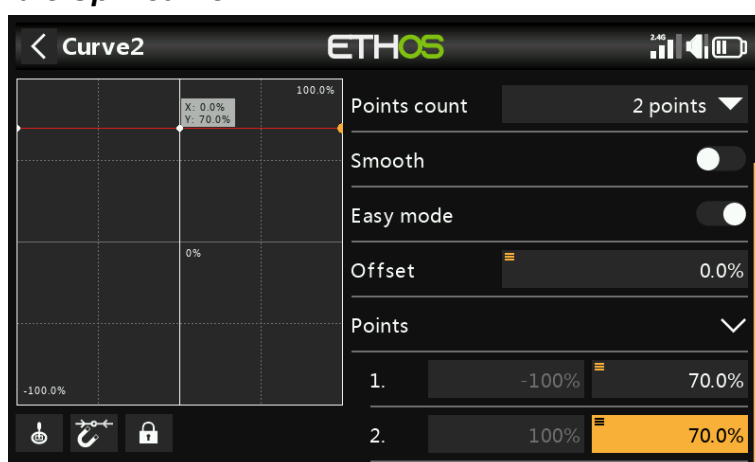 Curve2
ETHOS
2.4G
100.0%
X: 0.0%
Y: 70.0%
0%
-100.0%
Points count 2 points
Smooth
Easy mode
Offset 0.0%
Points
1. -100% 70.0%
2. 100% 70.0%